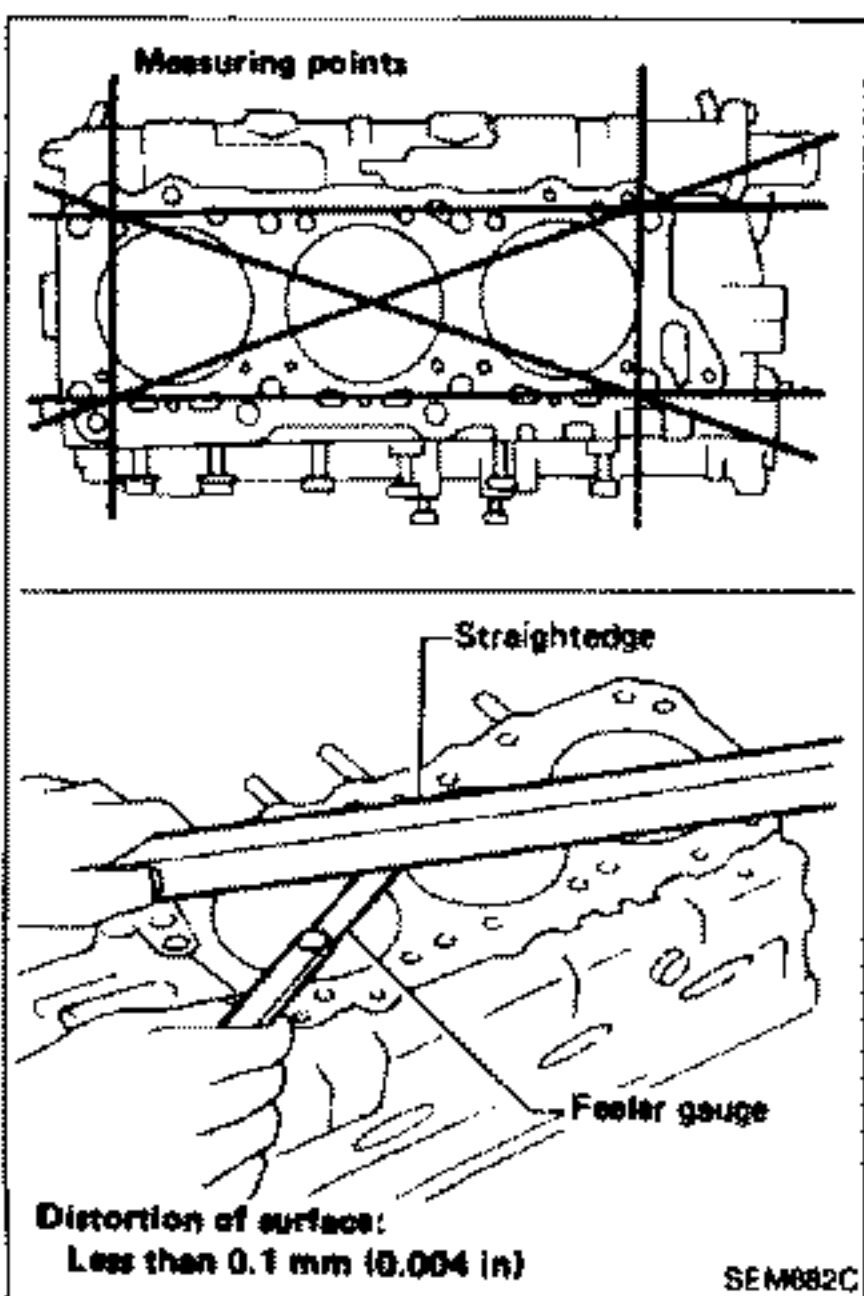 Measuring points
Straightedge
Feeler gauge
Distortion of surface:
Less than 0.1 mm (0.004 in)
SEM682C